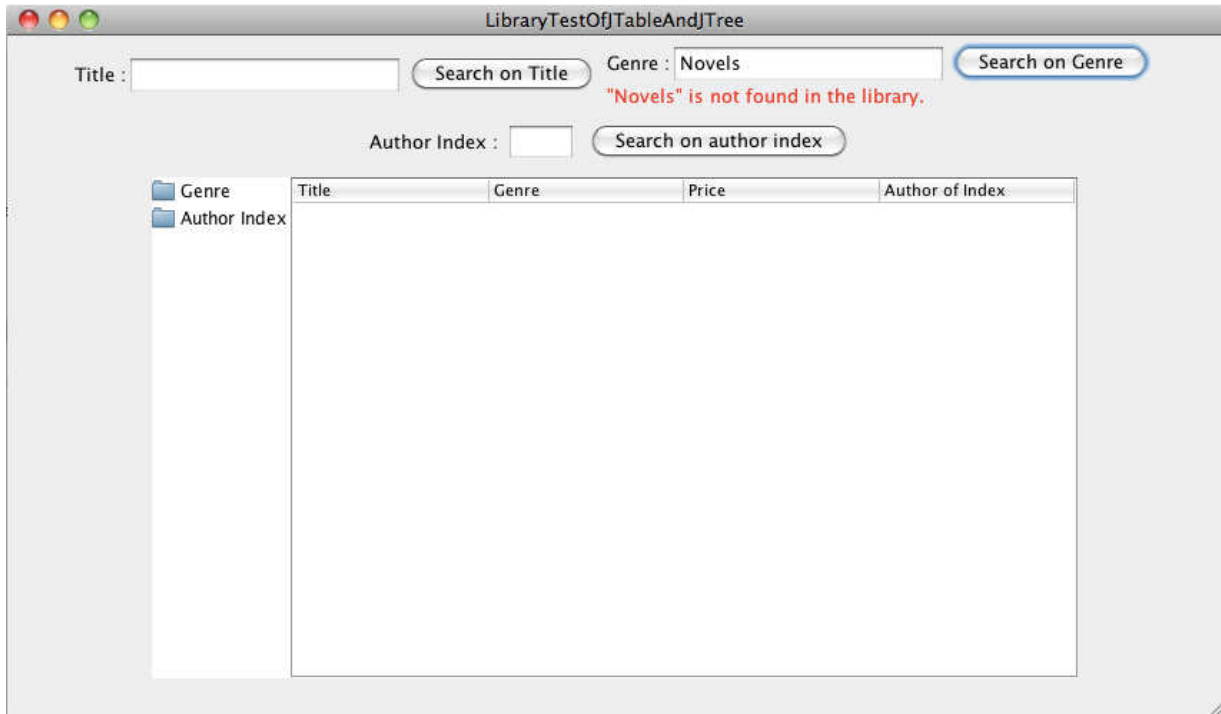 LibraryTestOfJTableAndJTree
Title : Search on Title Genre : Novels Search on Genre
"Novels" is not found in the library.
Author Index : Search on author index
Genre Title Genre Price Author of Index
Author Index